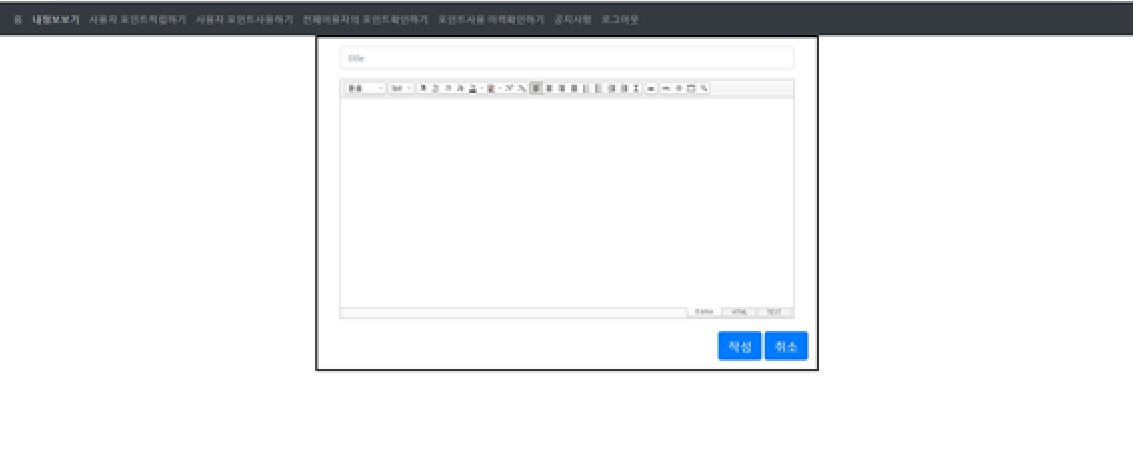 홈 내정보보기 사용자 포인트적립하기 사용자 포인트사용하기 전체이용자의 포인트확인하기 포인트사용 이력확인하기 공지사항 로그아웃
title
Editor HTML TEXT
작성 취소